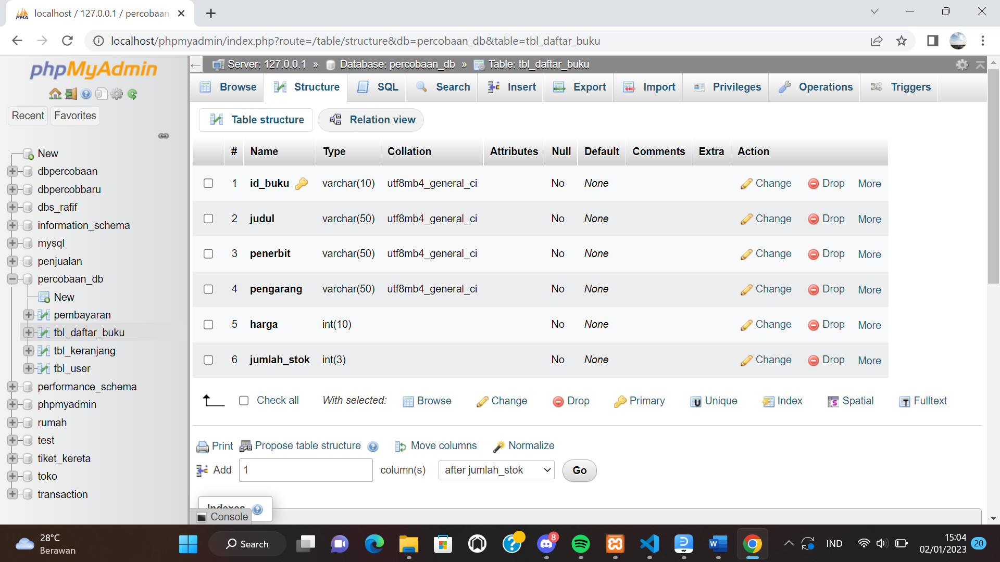 localhost / 127.0.0.1 / percobaan
localhost/phpmyadmin/index.php?route=/table/structure&db=percobaan_db&table=tbl_daftar_buku
phpMyAdmin
Recent Favorites
New
dbpercobaan
dbpercobbaru
dbs_rafif
information_schema
mysql
penjualan
percobaan_db
New
pembayaran
tbl_daftar_buku
tbl_keranjang
tbl_user
performance_schema
phpmyadmin
rumah
test
tiket_kereta
toko
transaction
Server: 127.0.0.1 » Database: percobaan_db » Table: tbl_daftar_buku
Browse Structure SQL Search Insert Export Import Privileges Operations Triggers
Table structure Relation view
# Name Type Collation Attributes Null Default Comments Extra Action
1 id_buku varchar(10) utf8mb4_general_ci No None Change Drop More
2 judul varchar(50) utf8mb4_general_ci No None Change Drop More
3 penerbit varchar(50) utf8mb4_general_ci No None Change Drop More
4 pengarang varchar(50) utf8mb4_general_ci No None Change Drop More
5 harga int(10) No None Change Drop More
6 jumlah_stok int(3) No None Change Drop More
Check all With selected: Browse Change Drop Primary Unique Index Spatial Fulltext
Print Propose table structure Move columns Normalize
Add 1 column(s) after jumlah_stok Go
Indexes
Console
28°C
Berawan
Search
8
IND
15:04
02/01/2023
20